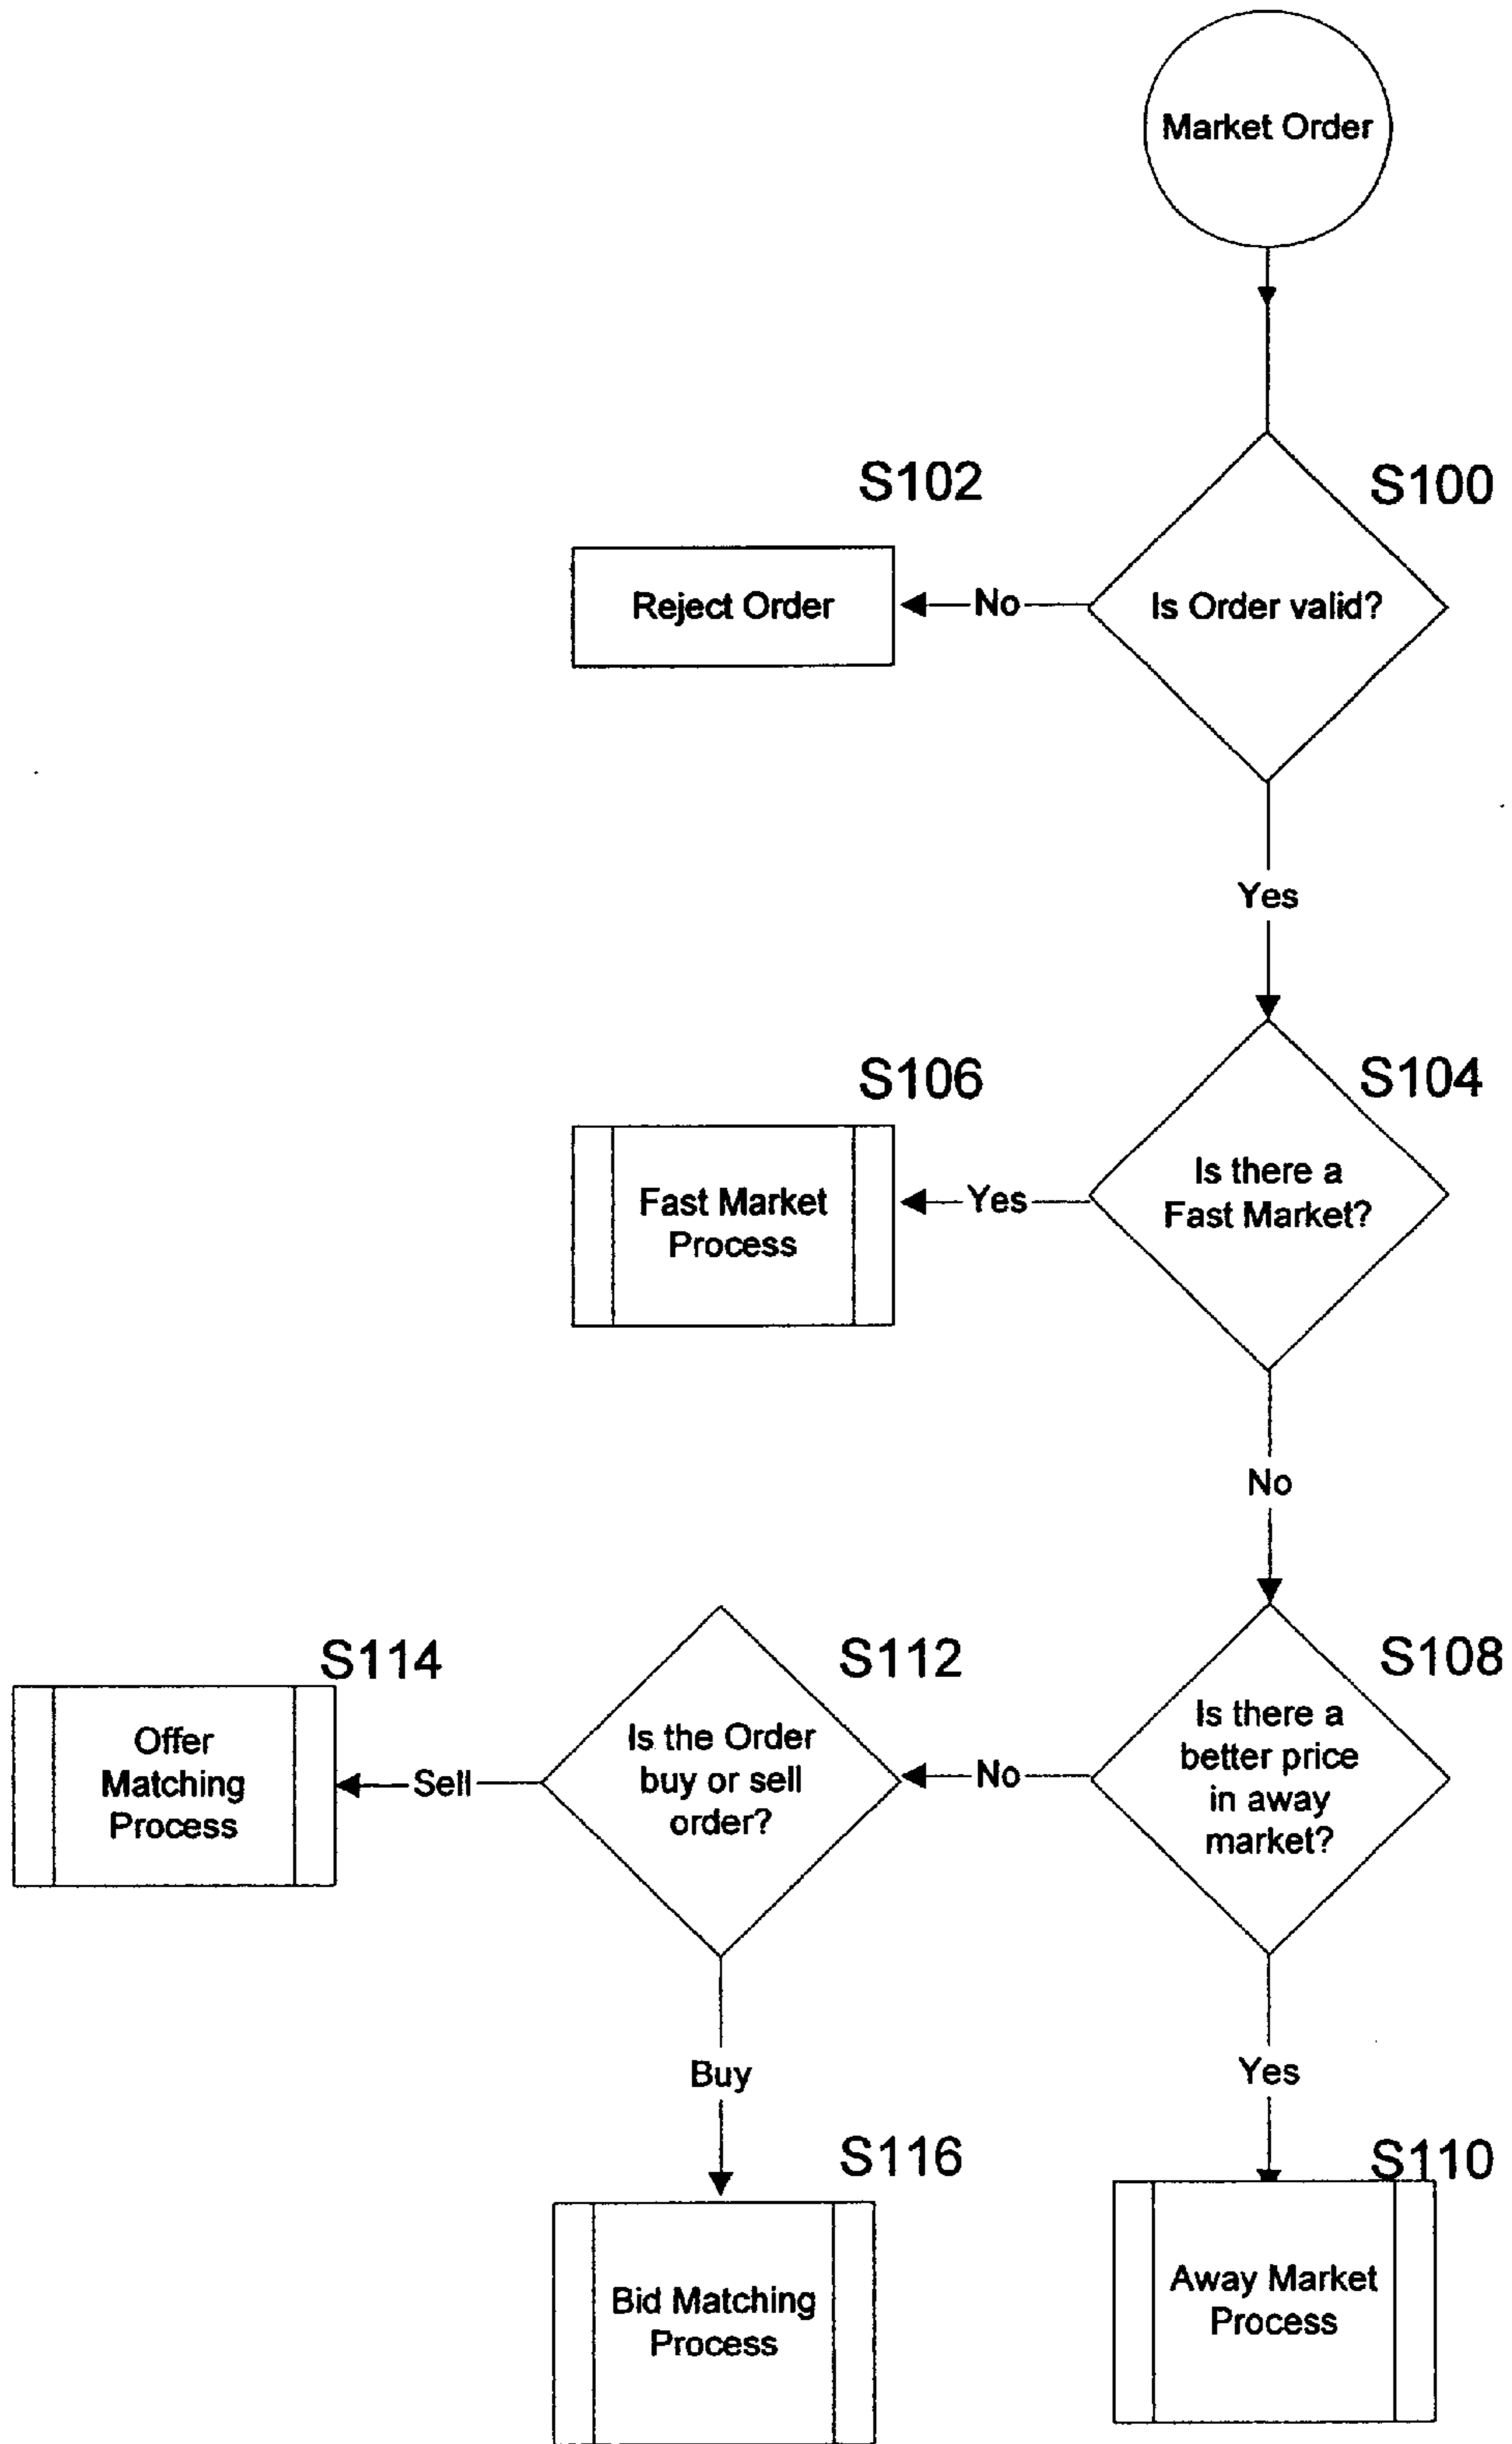 Market Order
S102
S100
Reject Order
No
Is Order valid?
Yes
S106
S104
Fast Market
Process
Yes
Is there a
Fast Market?
No
S114
S112
S108
Offer
Matching
Process
Sell
Is the Order
buy or sell
order?
No
Is there a
better price
in away
market?
Buy
Yes
S116
S110
Bid Matching
Process
Away Market
Process